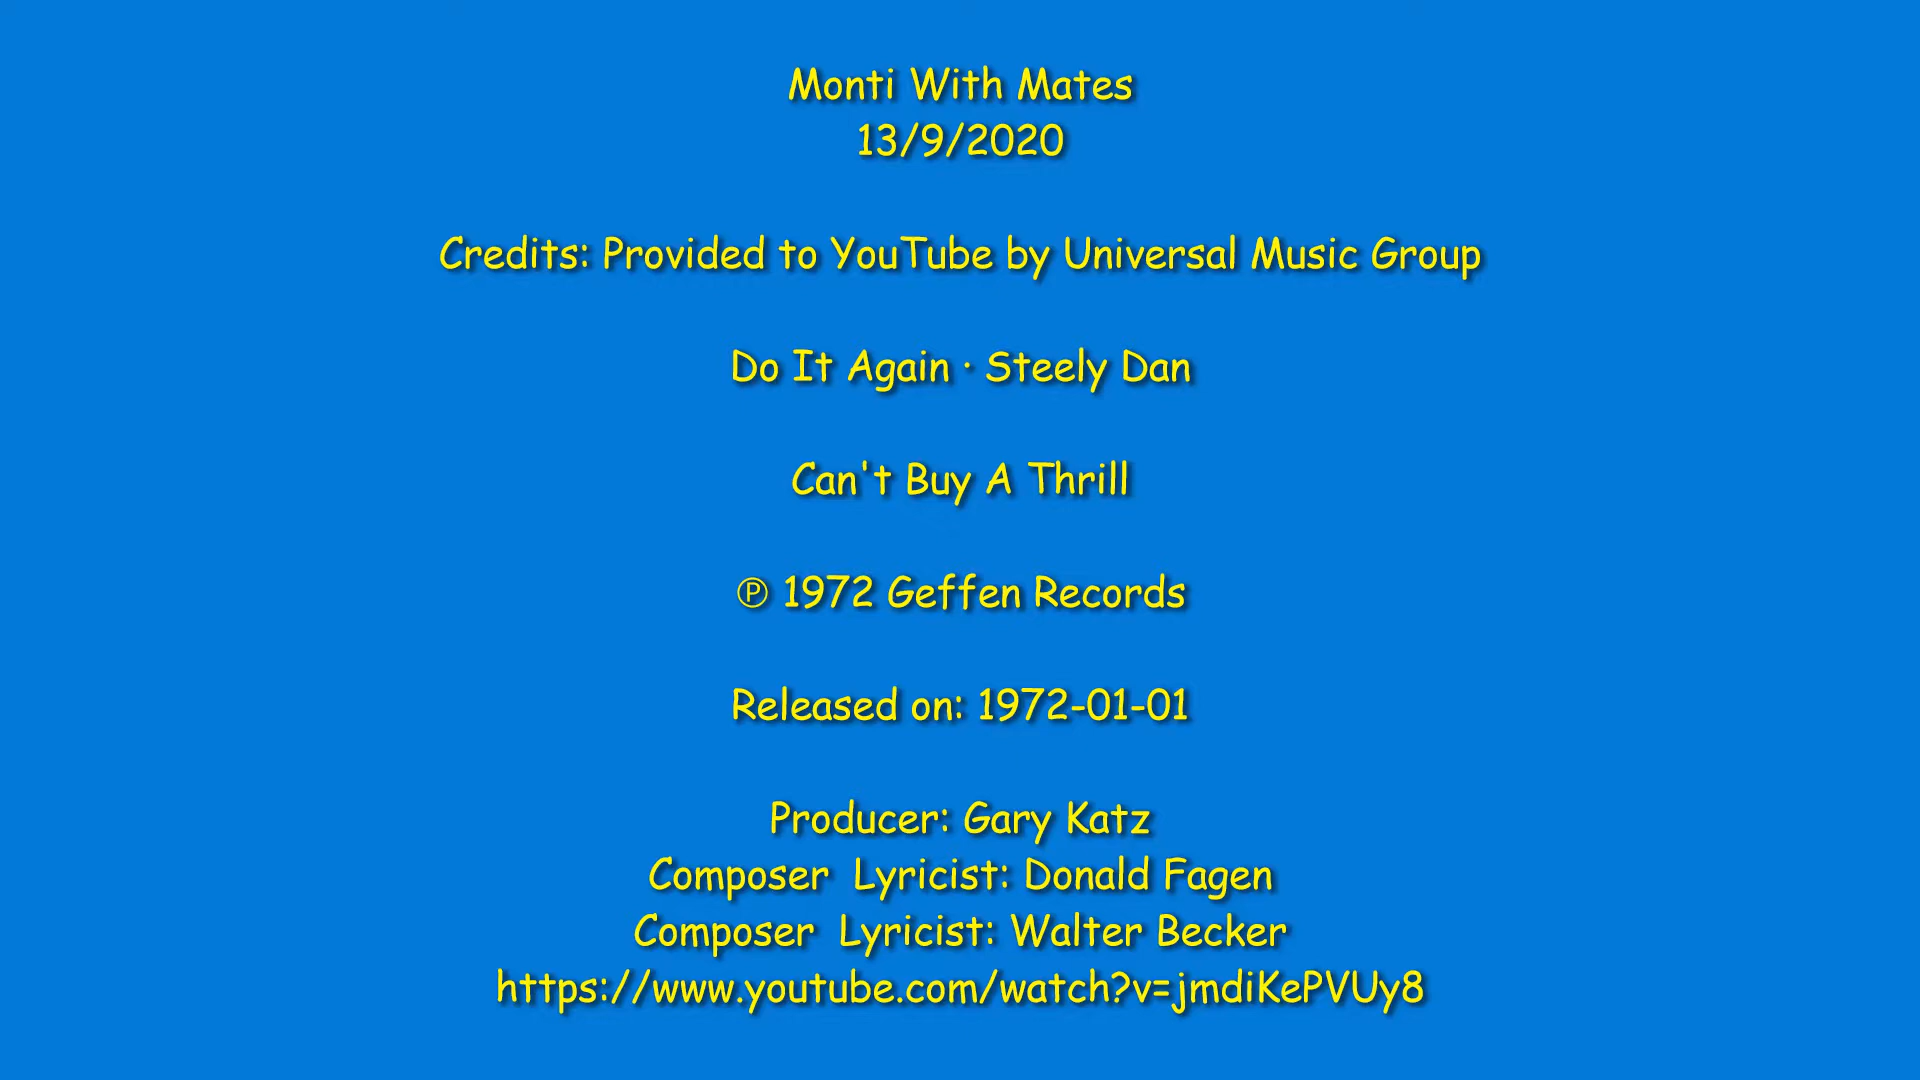 Monti With Mates
13/9/2020
Credits: Provided to YouTube by Universal Music Group
Do It Again · Steely Dan
Can't Buy A Thrill
℗ 1972 Geffen Records
Released on: 1972-01-01
Producer: Gary Katz
Composer  Lyricist: Donald Fagen
Composer  Lyricist: Walter Becker
https://www.youtube.com/watch?v=jmdiKePVUy8